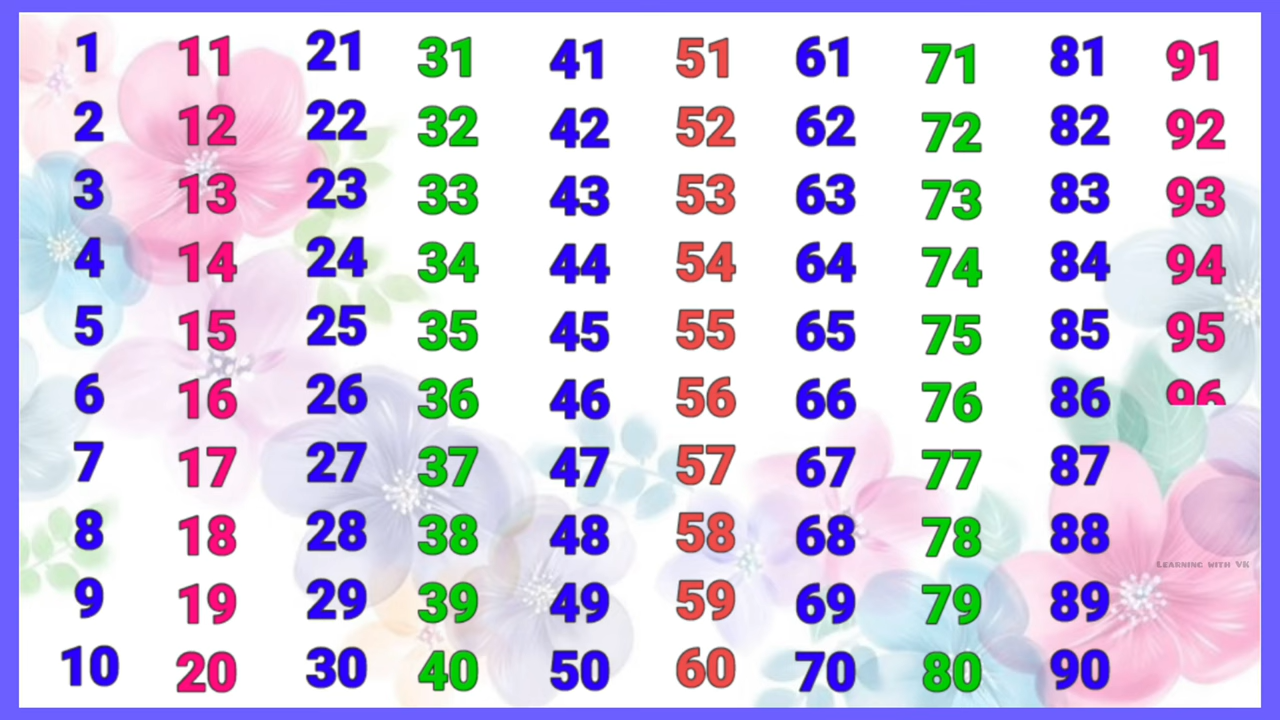 1 11 21 31 41 51 61 71 81 91
2 12 22 32 42 52 62 72 82 92
3 13 23 33 43 53 63 73 83 93
4 14 24 34 44 54 64 74 84 94
5 15 25 35 45 55 65 75 85 95
6 16 26 36 46 56 66 76 86 96
7 17 27 37 47 57 67 77 87
8 18 28 38 48 58 68 78 88
Learning with VK
9 19 29 39 49 59 69 79 89
10 20 30 40 50 60 70 80 90